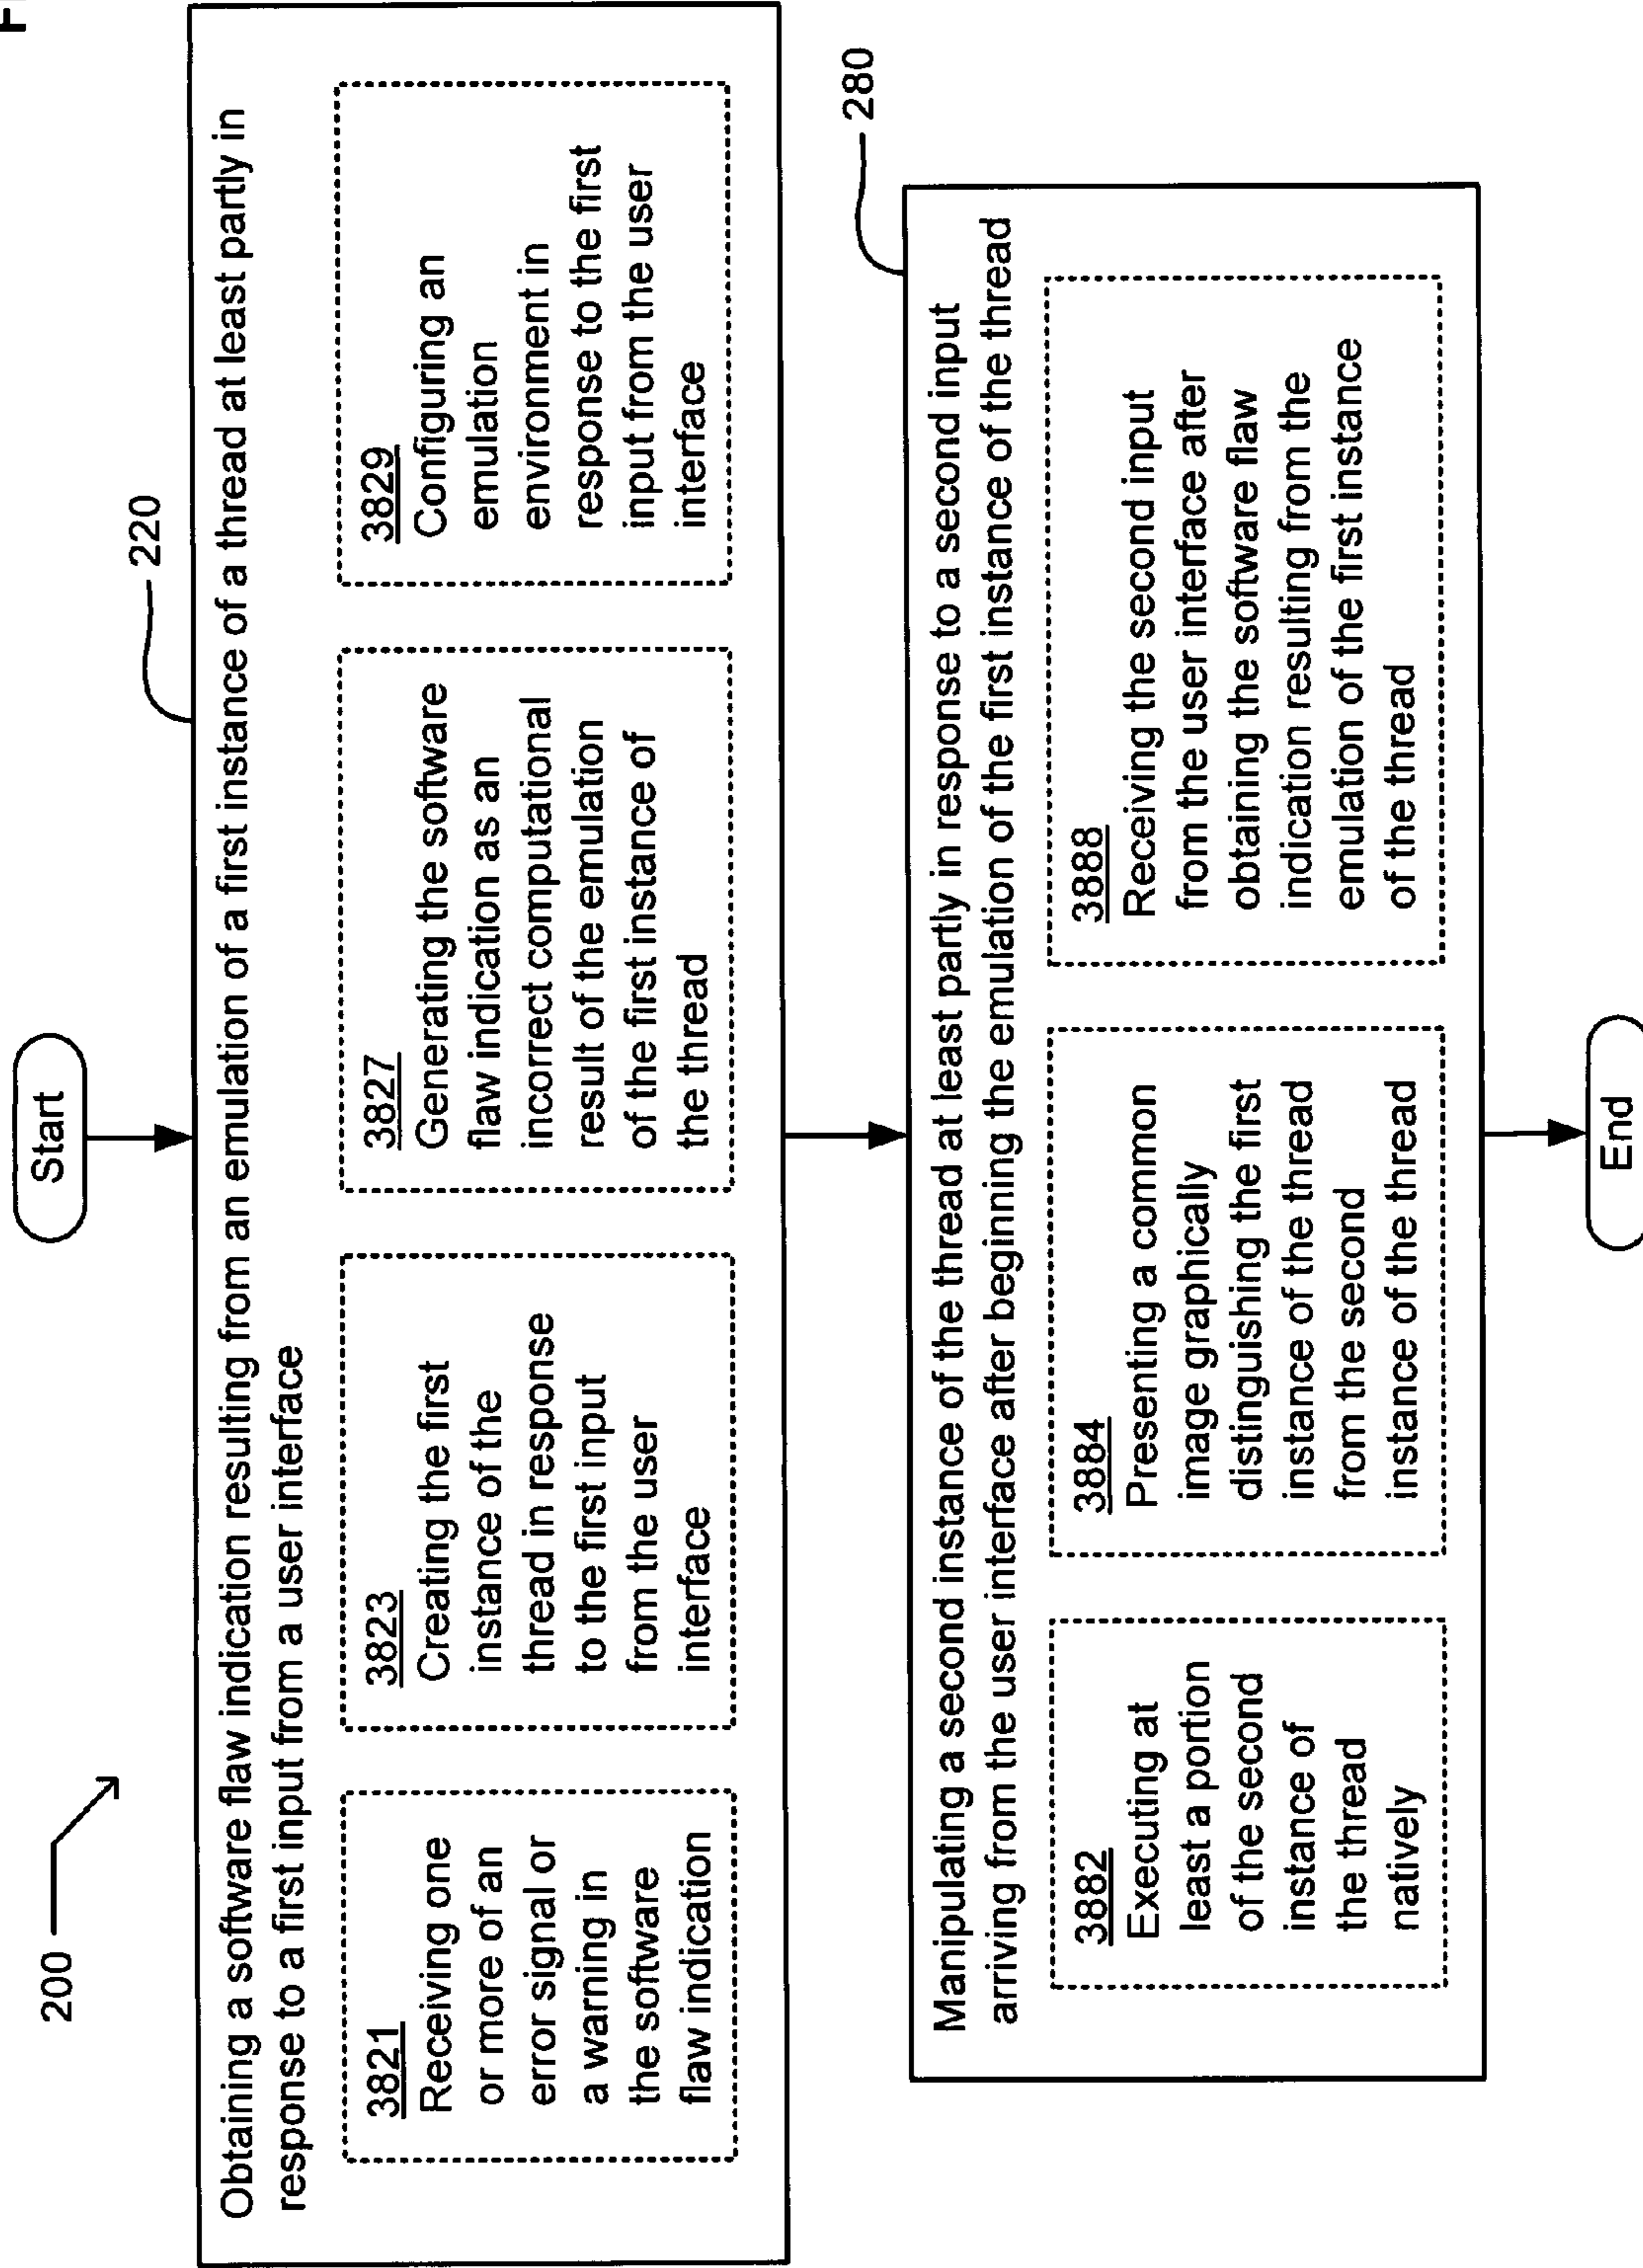 F
200
Start
220
Obtaining a software flaw indication resulting from an emulation of a first instance of a thread at least partly in
response to a first input from a user interface
3821
Receiving one
or more of an
error signal or
a warning in
the software
flaw indication
3823
Creating the first
instance of the
thread in response
to the first input
from the user
interface
3827
Generating the software
flaw indication as an
incorrect computational
result of the emulation
of the first instance of
the thread
3829
Configuring an
emulation
environment in
response to the first
input from the user
interface
280
Manipulating a second instance of the thread at least partly in response to a second input
arriving from the user interface after beginning the emulation of the first instance of the thread
3882
Executing at
least a portion
of the second
instance of
the thread
natively
3884
Presenting a common
image graphically
distinguishing the first
instance of the thread
from the second
instance of the thread
3888
Receiving the second input
from the user interface after
obtaining the software flaw
indication resulting from the
emulation of the first instance
of the thread
End